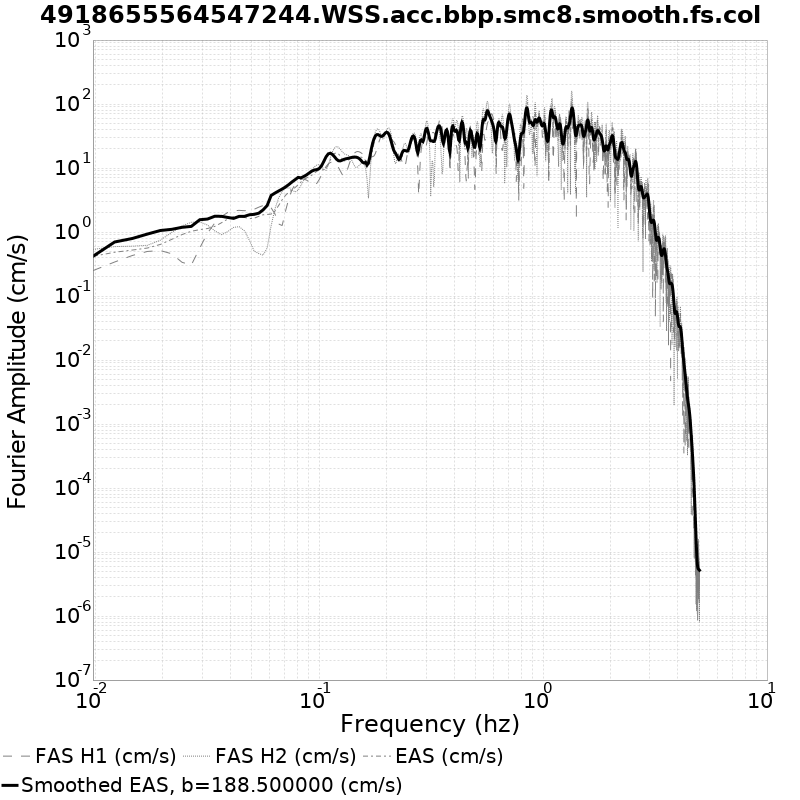 4918655564547244.WSS.acc.bbp.smc8.smooth.fs.col
10^3
10^2
10^1
10^0
10^-1
10^-2
10^-3
10^-4
10^-5
10^-6
10^-7
Fourier Amplitude (cm/s)
10^-2 10^-1 10^0 10^1
Frequency (hz)
FAS H1 (cm/s) FAS H2 (cm/s) EAS (cm/s)
Smoothed EAS, b=188.500000 (cm/s)